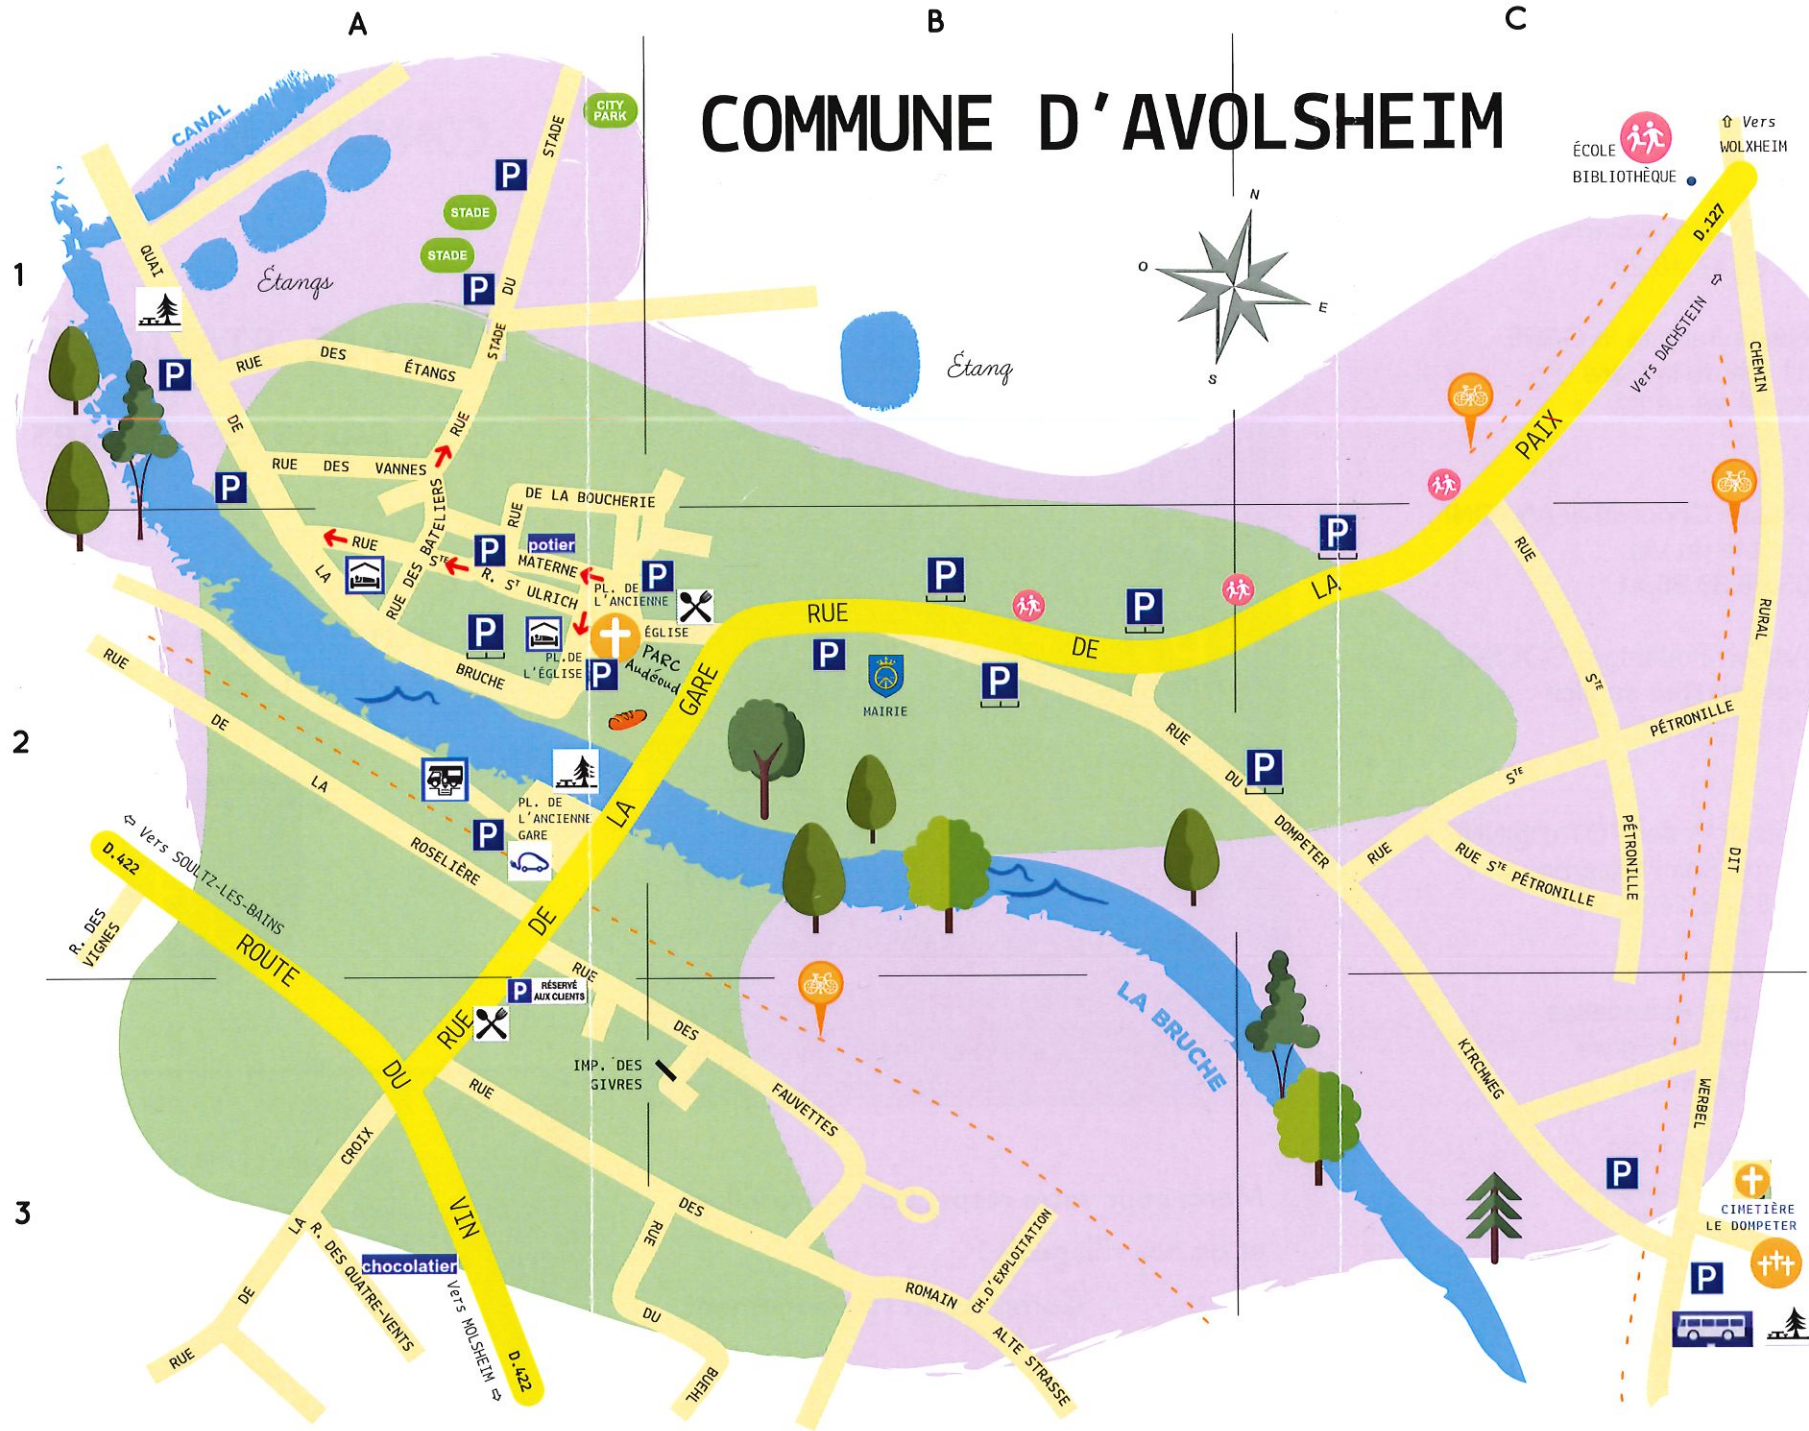 A
B
C
COMMUNE D'AVOLSHEIM
CANAL
CITY
PARK
STADE
P
STADE
STADE
P
DU
STADE
1
QUAI
Étangs
ÉCOLE
BIBLIOTHÈQUE
⇧ Vers
WOLXHEIM
D.127
N
O
E
S
Étang
Vers DACHSTEIN ⇧
CHEMIN
P
RUE DES ÉTANGS
RUE
DE
RUE DES VANNES
P
PAIX
DE LA BOUCHERIE
RUE
BATELIERS
RUE DES
RUE
STE
MATERNE
potier
P
R. ST ULRICH
LA
PL. DE
L'ANCIENNE
ÉGLISE
P
P
PL.DE
L'ÉGLISE
P
PARC
Audéoud
BRUCHE
RUE
DE
LA
P
P
P
P
P
MAIRIE
RUE
STE
PÉTRONILLE
RURAL
2
RUE
DE
LA
ROSELIÈRE
GARE
LA
DE
RUE
PL. DE
L'ANCIENNE
GARE
P
RUE
DU
DOMPETER
P
RUE
STE
PÉTRONILLE
RUE STE PÉTRONILLE
DIT
⇦ Vers SOULTZ-LES-BAINS
D.422
R. DES
VIGNES
ROUTE
DU
VIN
P
RÉSERVÉ
AUX CLIENTS
RUE
DES
FAUVETTES
IMP. DES
GIVRES
LA BRUCHE
KIRCHWEG
WERBEL
3
RUE
DES
ROMAIN
CROIX
LA
DE
RUE
R. DES QUATRE-VENTS
chocolatier
Vers MOLSHEIM ⇨
D.422
RUE
DU
BUEHL
CH.D'EXPLOITATION
ALTE STRASSE
P
CIMETIÈRE
LE DOMPETER
P